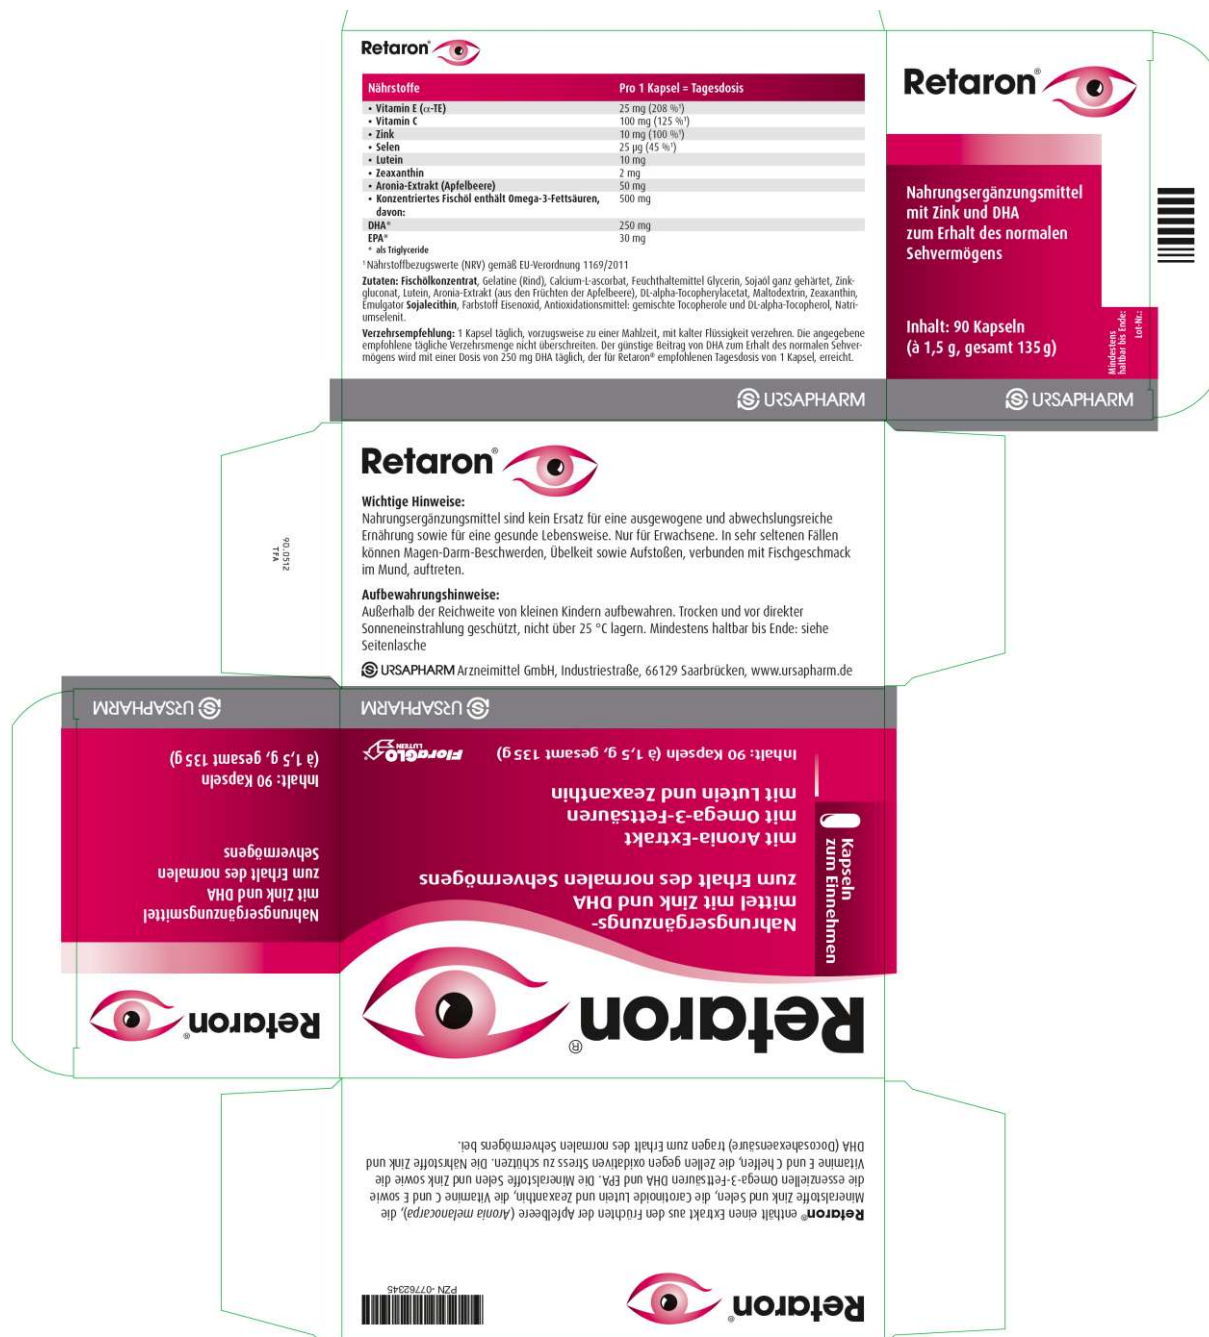 Retaron®
Nährstoffe Pro 1 Kapsel = Tagesdosis
• Vitamin E (α-TE) 25 mg (208 %¹)
• Vitamin C 100 mg (125 %¹)
• Zink 10 mg (100 %¹)
• Selen 25 µg (45 %¹)
• Lutein 10 mg
• Zeaxanthin 2 mg
• Aronia-Extrakt (Apfelbeere) 50 mg
• Konzentriertes Fischöl enthält Omega-3-Fettsäuren, 500 mg
davon:
DHA* 250 mg
EPA* 30 mg
* als Triglyceride
¹ Nährstoffbezugswerte (NRV) gemäß EU-Verordnung 1169/2011
Zutaten: Fischölkonzentrat, Gelatine (Rind), Calcium-L-ascorbat, Feuchthaltemittel Glycerin, Sojaöl ganz gehärtet, Zink-
gluconat, Lutein, Aronia-Extrakt (aus den Früchten der Apfelbeere), DL-alpha-Tocopherylacetat, Maltodextrin, Zeaxanthin,
Emulgator Sojalecithin, Farbstoff Eisenoxid, Antioxidationsmittel: gemischte Tocopherole und DL-alpha-Tocopherol, Natri-
umselenit.
Verzehrsempfehlung: 1 Kapsel täglich, vorzugsweise zu einer Mahlzeit, mit kalter Flüssigkeit verzehren. Die angegebene
empfohlene tägliche Verzehrsmenge nicht überschreiten. Der günstige Beitrag von DHA zum Erhalt des normalen Sehver-
mögens wird mit einer Dosis von 250 mg DHA täglich, der für Retaron® empfohlenen Tagesdosis von 1 Kapsel, erreicht.
URSAPHARM
Retaron®
Nahrungsergänzungsmittel
mit Zink und DHA
zum Erhalt des normalen
Sehvermögens
Inhalt: 90 Kapseln
(à 1,5 g, gesamt 135 g)
Mindestens
haltbar bis Ende:
Lot-Nr.:
URSAPHARM
Retaron®
Wichtige Hinweise:
Nahrungsergänzungsmittel sind kein Ersatz für eine ausgewogene und abwechslungsreiche
Ernährung sowie für eine gesunde Lebensweise. Nur für Erwachsene. In sehr seltenen Fällen
können Magen-Darm-Beschwerden, Übelkeit sowie Aufstoßen, verbunden mit Fischgeschmack
im Mund, auftreten.
Aufbewahrungshinweise:
Außerhalb der Reichweite von kleinen Kindern aufbewahren. Trocken und vor direkter
Sonneneinstrahlung geschützt, nicht über 25 °C lagern. Mindestens haltbar bis Ende: siehe
Seitenlasche
URSAPHARM Arzneimittel GmbH, Industriestraße, 66129 Saarbrücken, www.ursapharm.de
90.0512
TFA
Retaron®
Nahrungsergänzungsmittel
mit Zink und DHA
zum Erhalt des normalen
Sehvermögens
Inhalt: 90 Kapseln
(à 1,5 g, gesamt 135 g)
URSAPHARM
Retaron®
Kapseln
zum Einnehmen
Nahrungsergänzungs-
mittel mit Zink und DHA
zum Erhalt des normalen Sehvermögens
mit Aronia-Extrakt
mit Omega-3-Fettsäuren
mit Lutein und Zeaxanthin
Inhalt: 90 Kapseln (à 1,5 g, gesamt 135 g)
FloraGLO
LUTEIN
URSAPHARM
Retaron®
PZN -07762345
Retaron® enthält einen Extrakt aus den Früchten der Apfelbeere (Aronia melanocarpa), die
Mineralstoffe Zink und Selen, die Carotinoide Lutein und Zeaxanthin, die Vitamine C und E sowie
die essenziellen Omega-3-Fettsäuren DHA und EPA. Die Mineralstoffe Selen und Zink sowie die
Vitamine E und C helfen, die Zellen gegen oxidativen Stress zu schützen. Die Nährstoffe Zink und
DHA (Docosahexaensäure) tragen zum Erhalt des normalen Sehvermögens bei.